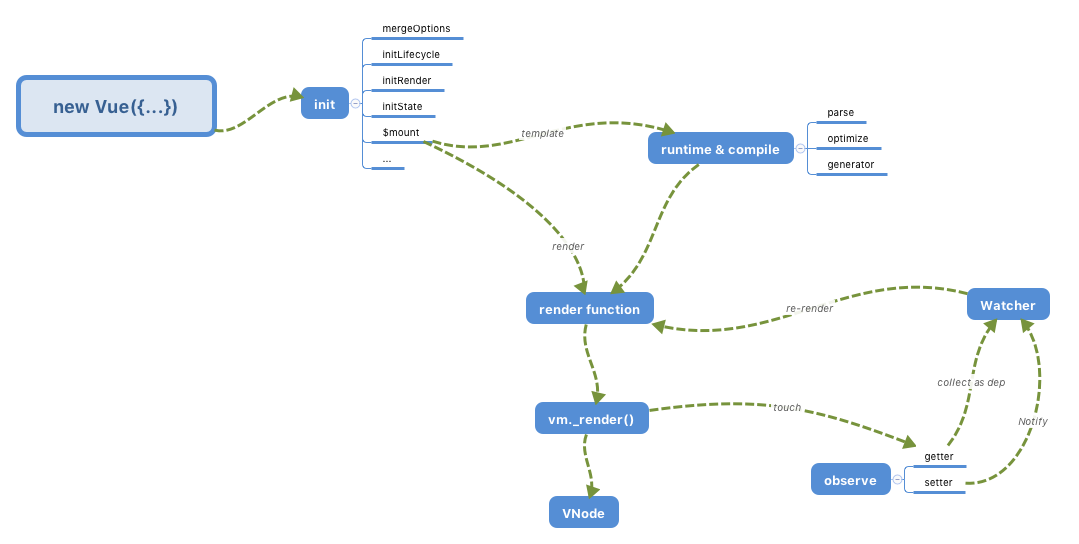 mergeOptions
initLifecycle
initRender
initState
$mount
...
new Vue({...})
init
template
runtime & compile
parse
optimize
generator
render
render function
re-render
Watcher
collect as dep
Notify
vm._render()
touch
getter
setter
observe
VNode